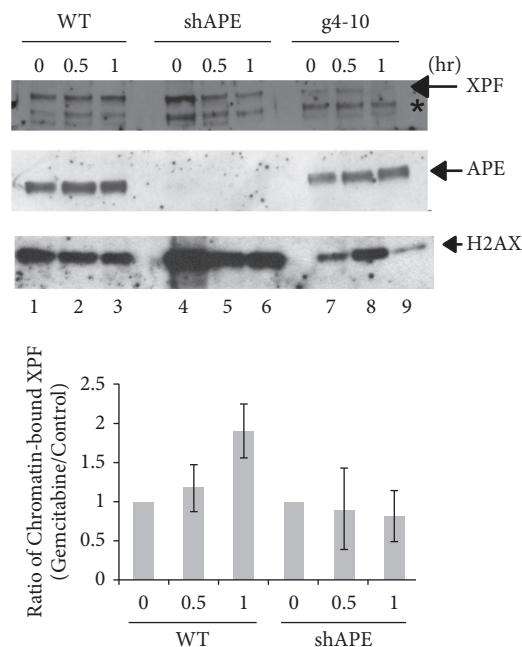 WT shAPE g4-10
0 0.5 1 0 0.5 1 0 0.5 1 (hr)
XPF
*
APE
H2AX
1 2 3 4 5 6 7 8 9
Ratio of Chromatin-bound XPF
(Gemcitabine/Control)
2.5
2
1.5
1
0.5
0
0 0.5 1 0 0.5 1
WT shAPE